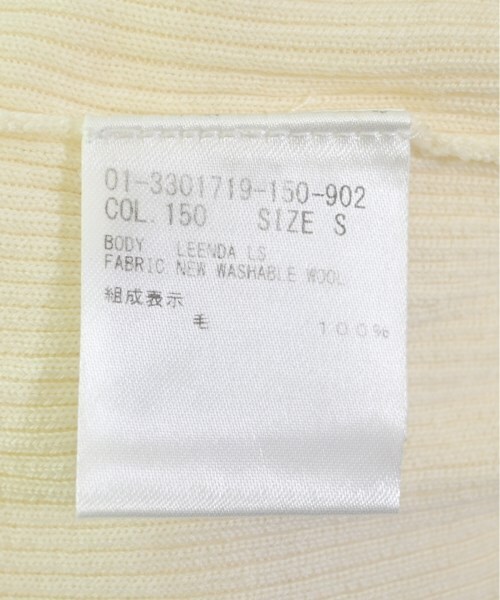 01-3301719-150-902
COL.150 SIZE S
BODY LEENDA LS
FABRIC NEW WASHABLE WOOL
組成表示
毛 100%